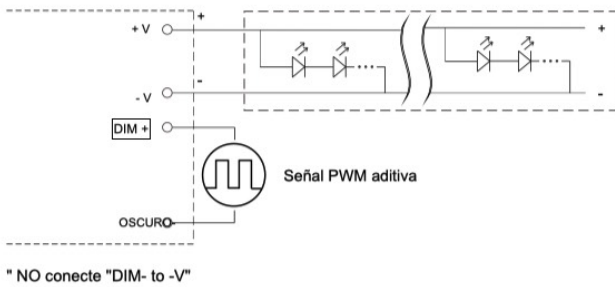 +
+ V
+
-
- V
-
DIM +
Señal PWM aditiva
OSCURO-
" NO conecte "DIM- to -V"